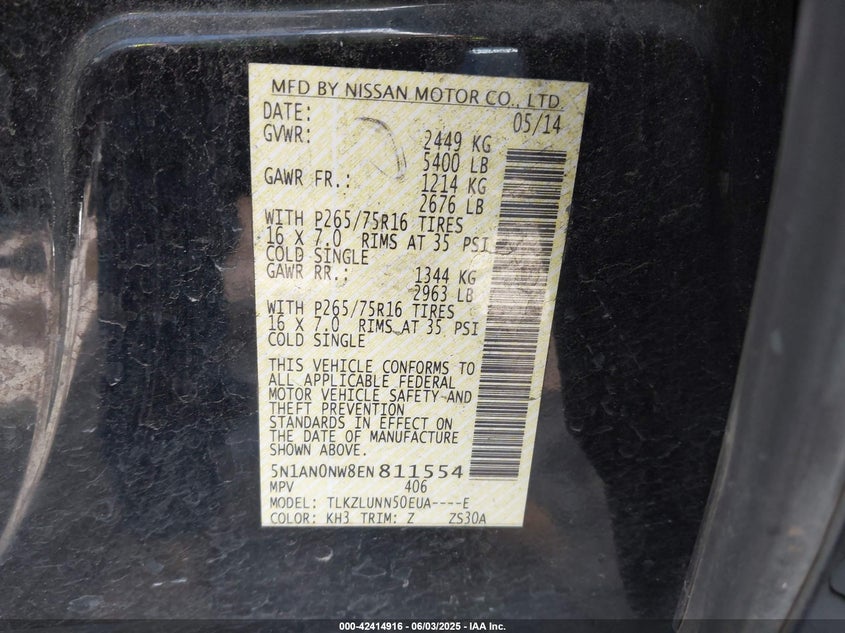 MFD BY NISSAN MOTOR CO., LTD.
DATE: 05/14
GVWR: 2449 KG
5400 LB
GAWR FR.: 1214 KG
2676 LB
WITH P265/75R16 TIRES
16 X 7.0 RIMS AT 35 PSI
COLD SINGLE
GAWR RR.: 1344 KG
2963 LB
WITH P265/75R16 TIRES
16 X 7.0 RIMS AT 35 PSI
COLD SINGLE
THIS VEHICLE CONFORMS TO
ALL APPLICABLE FEDERAL
MOTOR VEHICLE SAFETY AND
THEFT PREVENTION
STANDARDS IN EFFECT ON
THE DATE OF MANUFACTURE
SHOWN ABOVE.
5N1AN0NW8EN811554
MPV 406
MODEL: TLKZLUNN50EUA----E
COLOR: KH3 TRIM: Z ZS30A
000-42414916 - 06/03/2025 - IAA Inc.